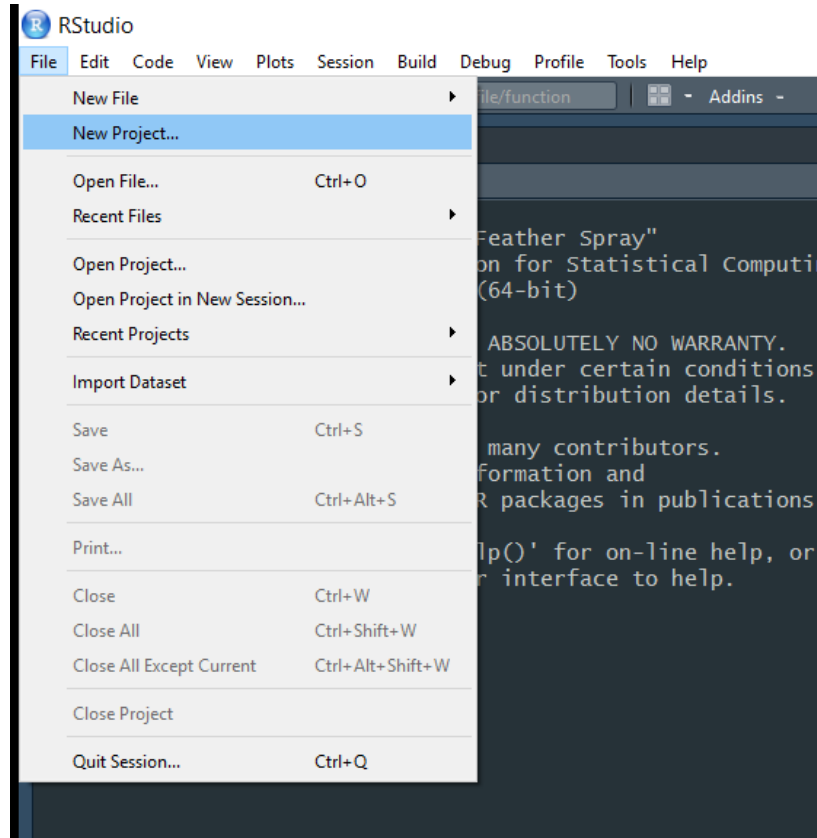 RStudio
File Edit Code View Plots Session Build Debug Profile Tools Help
file/function Addins
New File
New Project...
Open File... Ctrl+O
Recent Files
Open Project...
Open Project in New Session...
Recent Projects
Import Dataset
Save Ctrl+S
Save As...
Save All Ctrl+Alt+S
Print...
Close Ctrl+W
Close All Ctrl+Shift+W
Close All Except Current Ctrl+Alt+Shift+W
Close Project
Quit Session... Ctrl+Q
Feather Spray"
on for Statistical Computi
(64-bit)
ABSOLUTELY NO WARRANTY.
t under certain conditions
or distribution details.
many contributors.
formation and
R packages in publications
lp()' for on-line help, or
r interface to help.